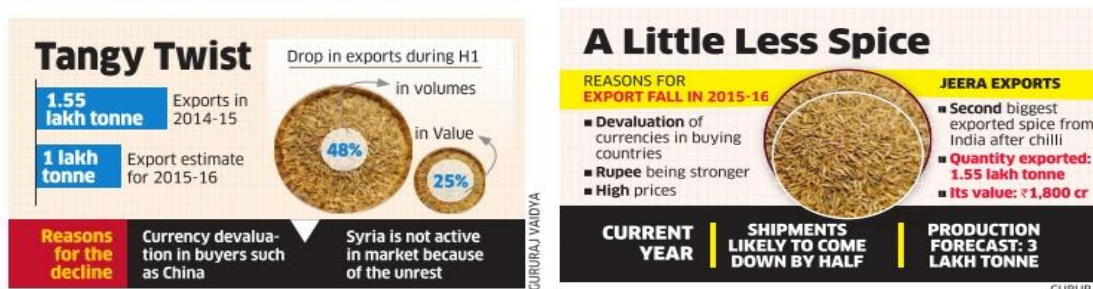 Tangy Twist
1.55
lakh tonne
Exports in
2014-15
1 lakh
tonne
Export estimate
for 2015-16
Drop in exports during H1
in volumes
48%
in Value
25%
Reasons
for the
decline
Currency devalua-
tion in buyers such
as China
Syria is not active
in market because
of the unrest
GURURAJ VAIDYA
A Little Less Spice
REASONS FOR
EXPORT FALL IN 2015-16
Devaluation of
currencies in buying
countries
Rupee being stronger
High prices
JEERA EXPORTS
Second biggest
exported spice from
India after chilli
Quantity exported:
1.55 lakh tonne
Its value: ₹1,800 cr
CURRENT
YEAR
SHIPMENTS
LIKELY TO COME
DOWN BY HALF
PRODUCTION
FORECAST: 3
LAKH TONNE